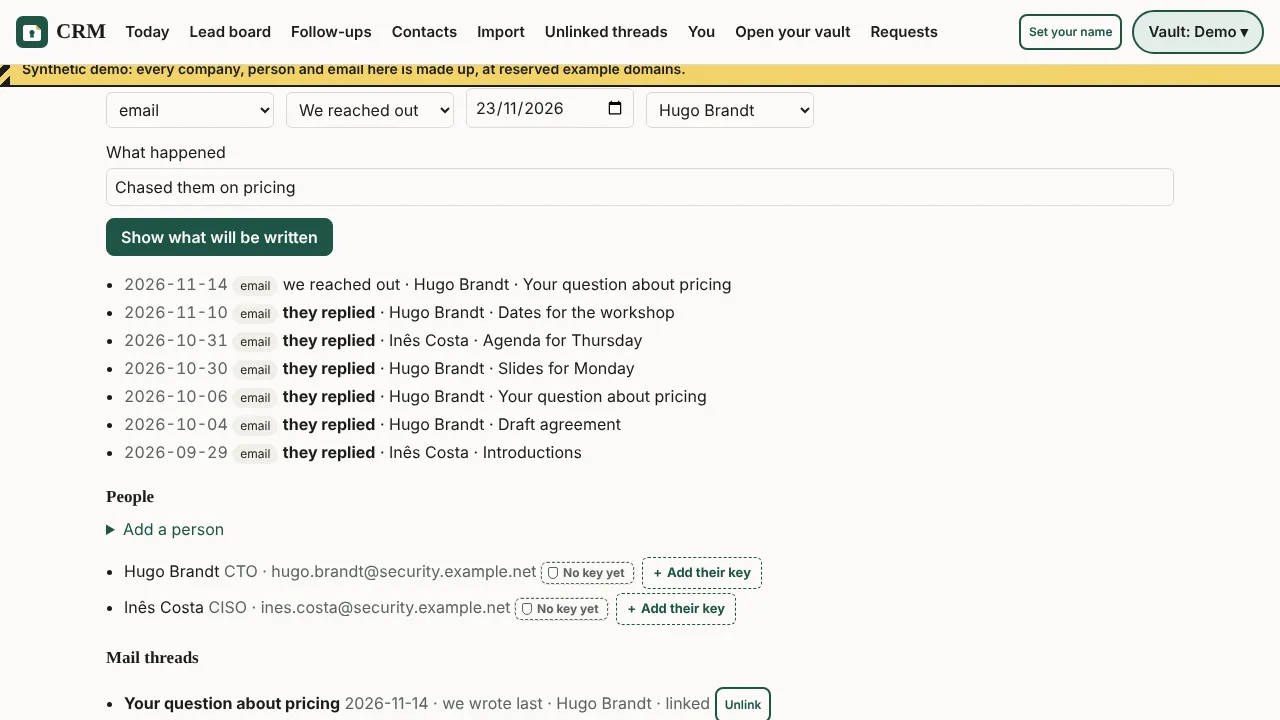 CRM Today Lead board Follow-ups Contacts Import Unlinked threads You Open your vault Requests Set your name Vault: Demo ▾
Synthetic demo: every company, person and email here is made up, at reserved example domains.
email We reached out 23/11/2026 Hugo Brandt
What happened
Chased them on pricing
Show what will be written
• 2026-11-14 email we reached out · Hugo Brandt · Your question about pricing
• 2026-11-10 email they replied · Hugo Brandt · Dates for the workshop
• 2026-10-31 email they replied · Inês Costa · Agenda for Thursday
• 2026-10-30 email they replied · Hugo Brandt · Slides for Monday
• 2026-10-06 email they replied · Hugo Brandt · Your question about pricing
• 2026-10-04 email they replied · Hugo Brandt · Draft agreement
• 2026-09-29 email they replied · Inês Costa · Introductions
People
▶ Add a person
• Hugo Brandt CTO · hugo.brandt@security.example.net No key yet + Add their key
• Inês Costa CISO · ines.costa@security.example.net No key yet + Add their key
Mail threads
• Your question about pricing 2026-11-14 · we wrote last · Hugo Brandt · linked Unlink